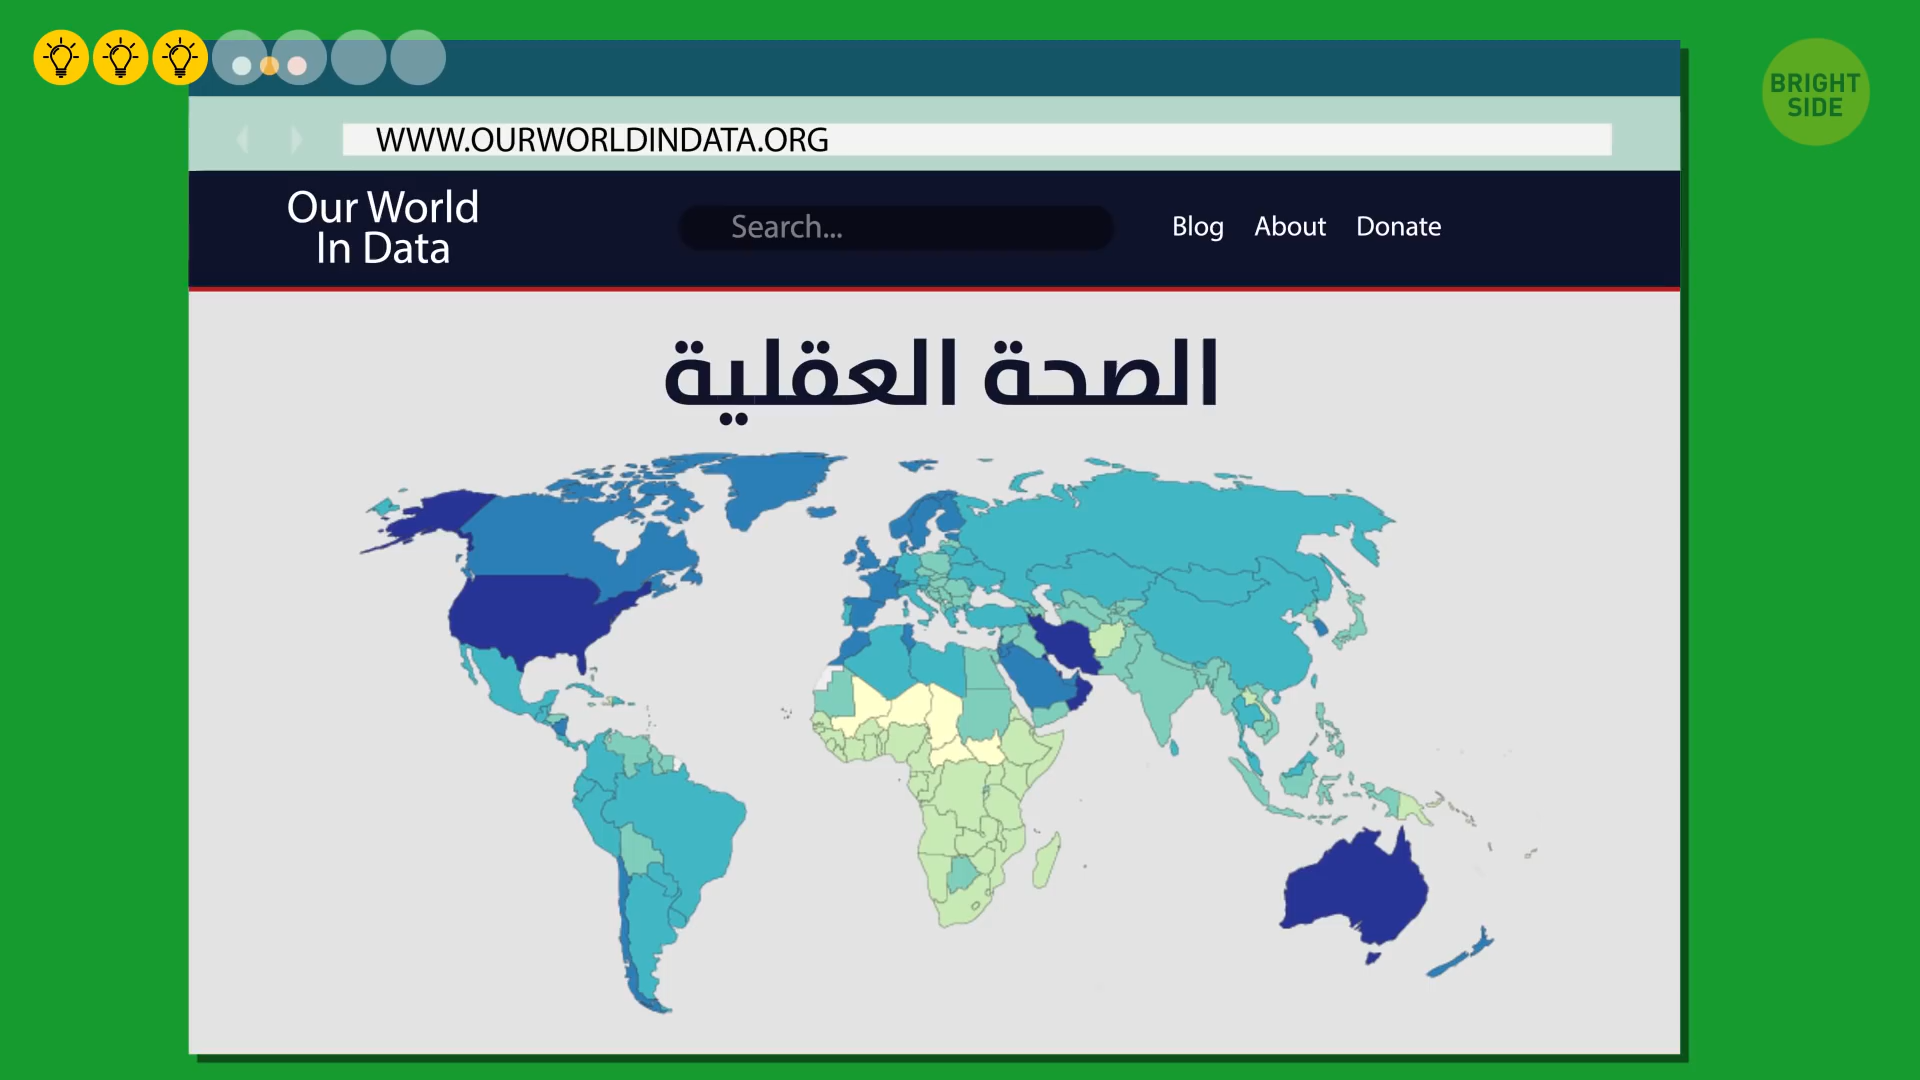 BRIGHT
SIDE
WWW.OURWORLDINDATA.ORG
Our World
In Data
Search...
Blog About Donate
الصحة العقلية